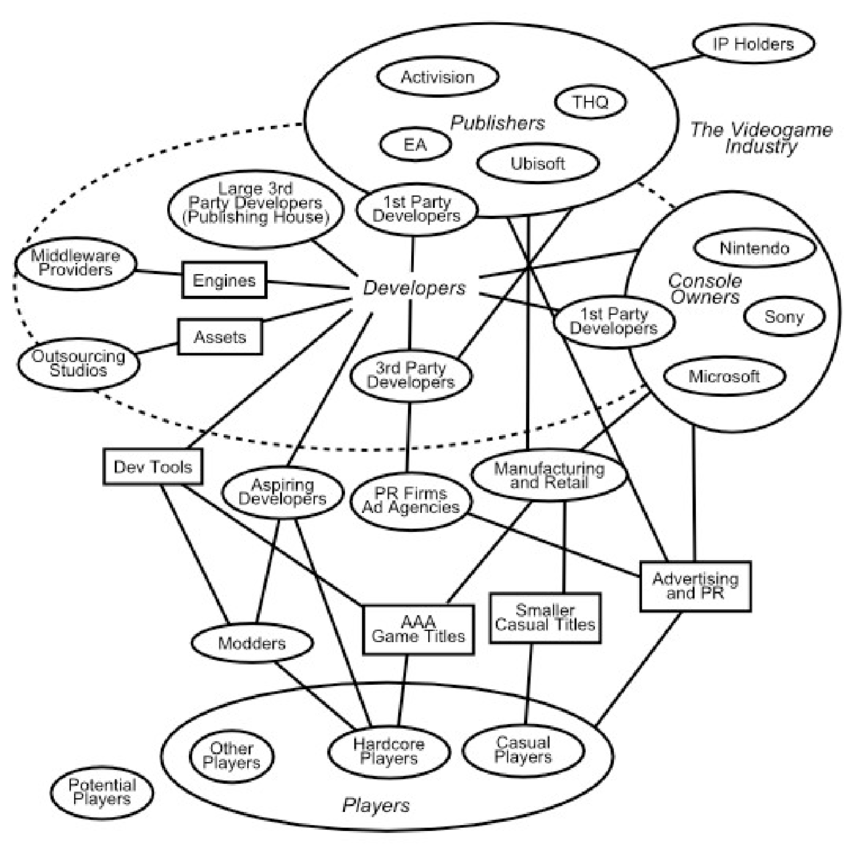 IP Holders
Activision
THQ
Publishers
The Videogame
Industry
EA
Ubisoft
Large 3rd
Party Developers
(Publishing House)
1st Party
Developers
Middleware
Providers
Engines
Developers
Nintendo
Console
Owners
Sony
1st Party
Developers
Assets
Outsourcing
Studios
3rd Party
Developers
Microsoft
Dev Tools
Aspiring
Developers
PR Firms
Ad Agencies
Manufacturing
and Retail
Advertising
and PR
Modders
AAA
Game Titles
Smaller
Casual Titles
Other
Players
Hardcore
Players
Casual
Players
Potential
Players
Players